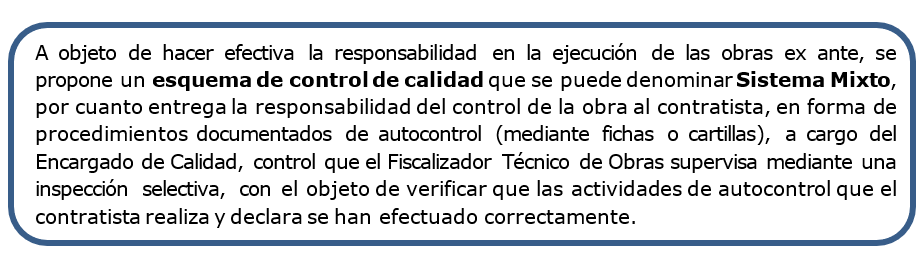 A objeto de hacer efectiva la responsabilidad en la ejecución de las obras ex ante, se
propone un esquema de control de calidad que se puede denominar Sistema Mixto,
por cuanto entrega la responsabilidad del control de la obra al contratista, en forma de
procedimientos documentados de autocontrol (mediante fichas o cartillas), a cargo del
Encargado de Calidad, control que el Fiscalizador Técnico de Obras supervisa mediante una
inspección selectiva, con el objeto de verificar que las actividades de autocontrol que el
contratista realiza y declara se han efectuado correctamente.